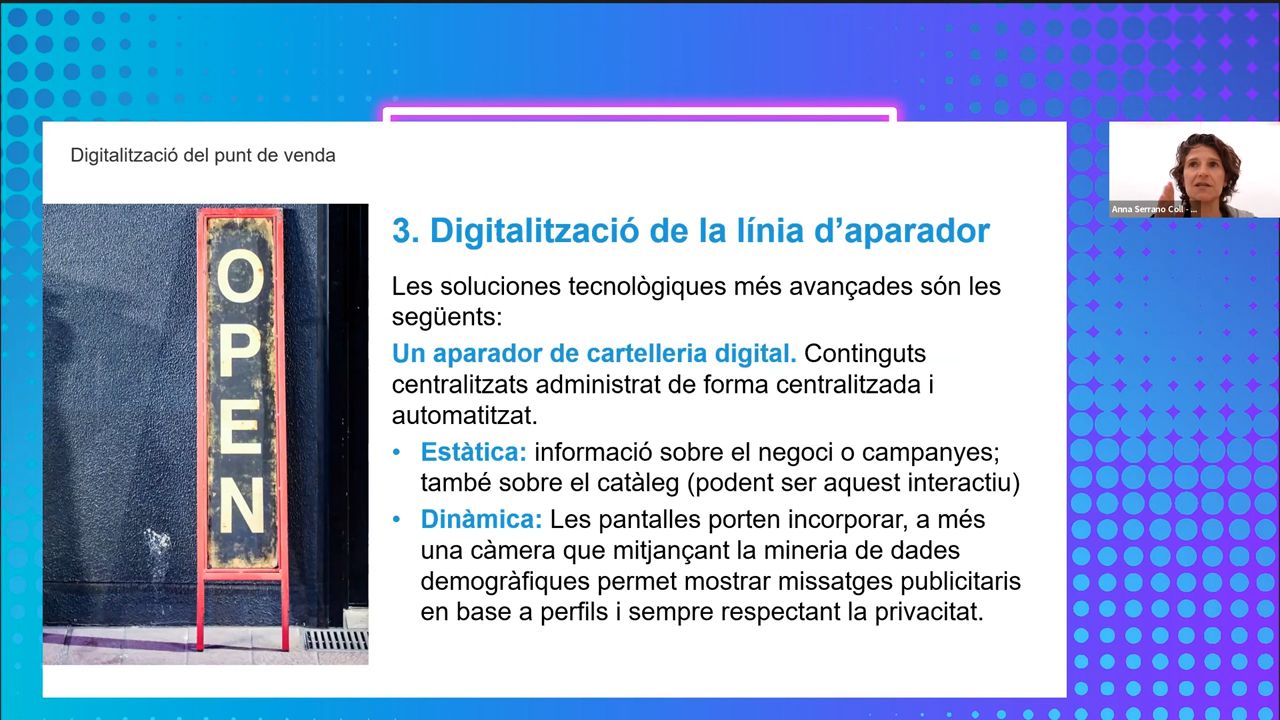 Digitalització del punt de venda
OPEN
3. Digitalització de la línia d’aparador
Les soluciones tecnològiques més avançades són les
següents:
Un aparador de cartelleria digital. Continguts
centralitzats administrat de forma centralitzada i
automatitzat.
• Estàtica: informació sobre el negoci o campanyes;
també sobre el catàleg (podent ser aquest interactiu)
• Dinàmica: Les pantalles porten incorporar, a més
una càmera que mitjançant la mineria de dades
demogràfiques permet mostrar missatges publicitaris
en base a perfils i sempre respectant la privacitat.
Anna Serrano Coll - ...